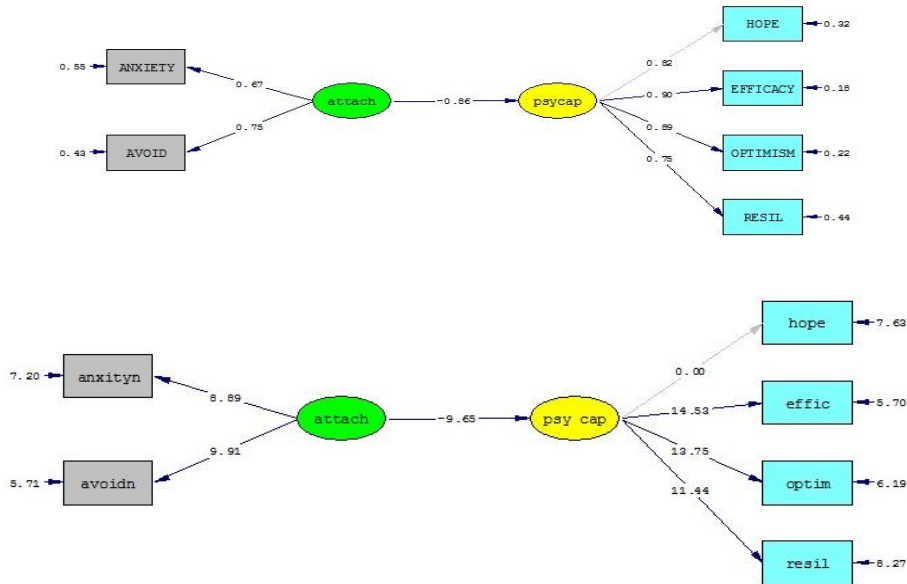 HOPE
0.32
0.55
ANXIETY
0.82
0.67
EFFICACY
0.18
0.90
attach
-0.86
psycap
0.75
0.89
0.43
AVOID
OPTIMISM
0.22
0.75
RESIL
0.44
hope
7.63
7.20
anxityn
0.00
8.89
effic
5.70
14.53
attach
-9.65
psy cap
9.91
13.75
5.71
avoidn
optim
6.19
11.44
resil
8.27